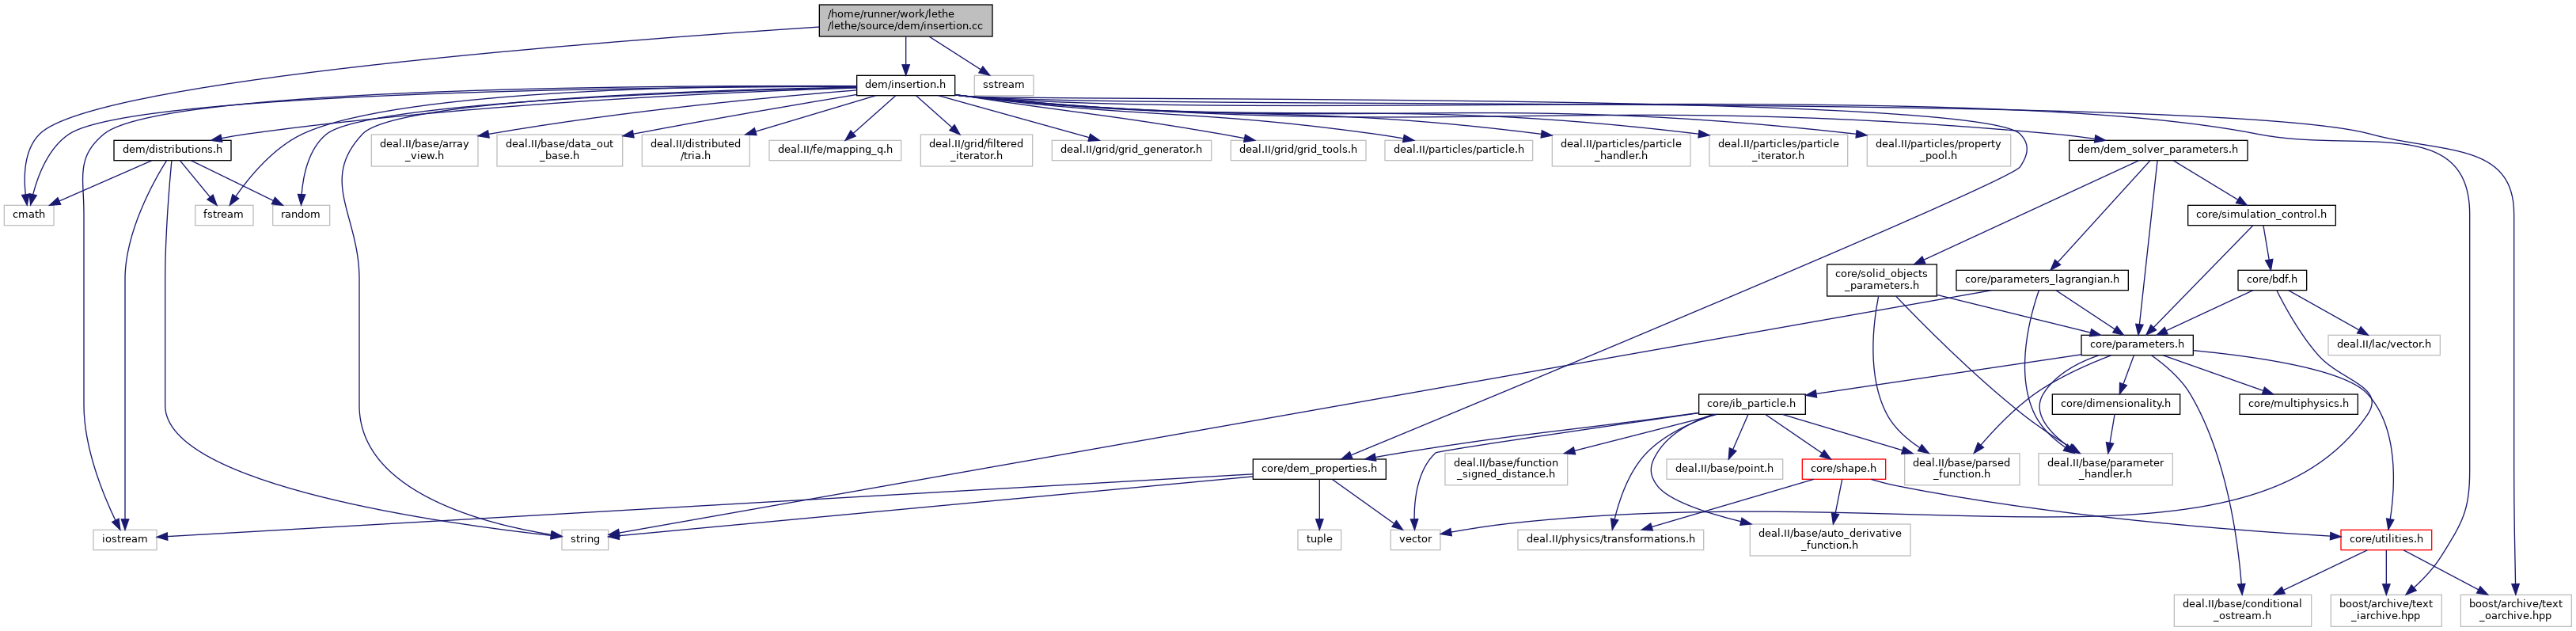 /home/runner/work/lethe
/lethe/source/dem/insertion.cc
dem/insertion.h
sstream
dem/distributions.h
deal.II/base/array
_view.h
deal.II/base/data_out
_base.h
deal.II/distributed
/tria.h
deal.II/fe/mapping_q.h
deal.II/grid/filtered
_iterator.h
deal.II/grid/grid_generator.h
deal.II/grid/grid_tools.h
deal.II/particles/particle.h
deal.II/particles/particle
_handler.h
deal.II/particles/particle
_iterator.h
deal.II/particles/property
_pool.h
dem/dem_solver_parameters.h
cmath
fstream
random
core/simulation_control.h
core/solid_objects
_parameters.h
core/parameters_lagrangian.h
core/bdf.h
core/parameters.h
deal.II/lac/vector.h
core/ib_particle.h
core/dimensionality.h
core/multiphysics.h
core/dem_properties.h
deal.II/base/function
_signed_distance.h
deal.II/base/point.h
core/shape.h
deal.II/base/parsed
_function.h
deal.II/base/parameter
_handler.h
iostream
string
tuple
vector
deal.II/physics/transformations.h
deal.II/base/auto_derivative
_function.h
core/utilities.h
deal.II/base/conditional
_ostream.h
boost/archive/text
_iarchive.hpp
boost/archive/text
_oarchive.hpp